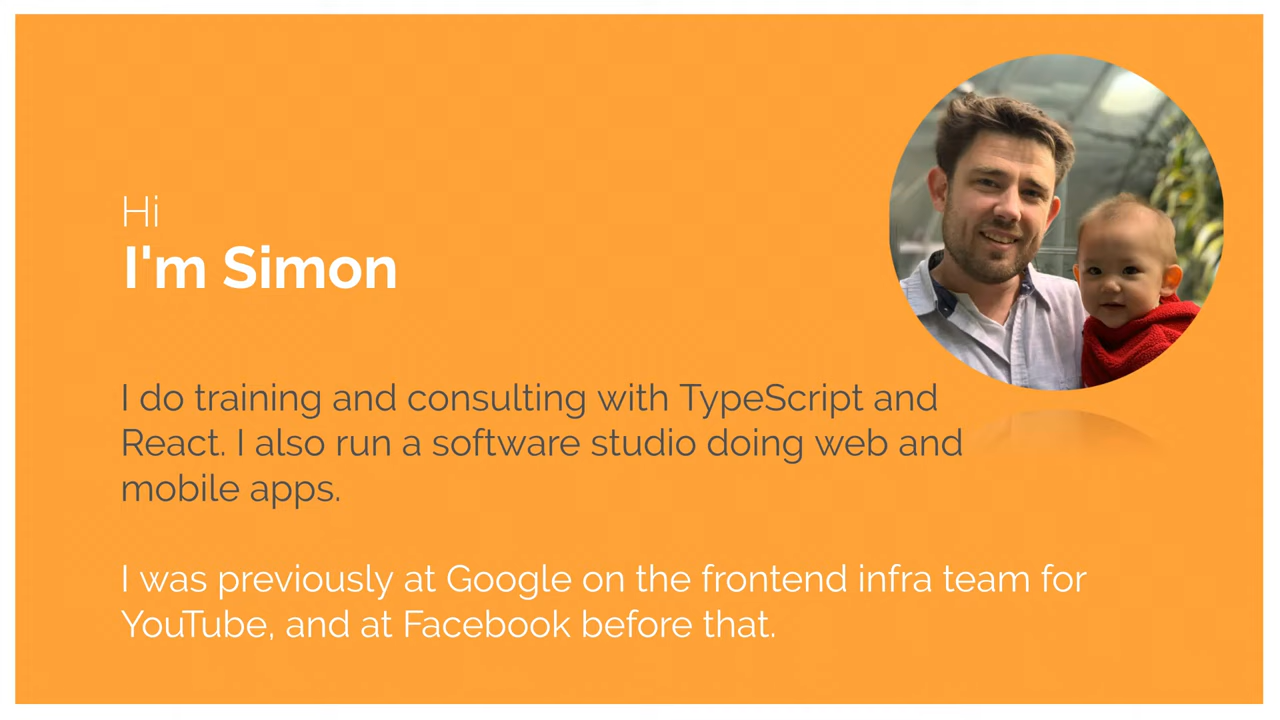 Hi
I'm Simon
I do training and consulting with TypeScript and
React. I also run a software studio doing web and
mobile apps.
I was previously at Google on the frontend infra team for
YouTube, and at Facebook before that.